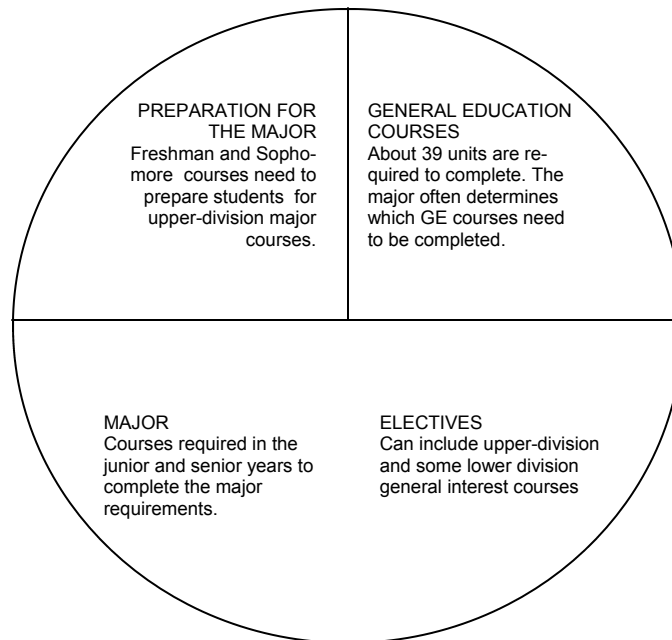 PREPARATION FOR
THE MAJOR
Freshman and Sopho-
more courses need to
prepare students for
upper-division major
courses.
GENERAL EDUCATION
COURSES
About 39 units are re-
quired to complete. The
major often determines
which GE courses need
to be completed.
MAJOR
Courses required in the
junior and senior years to
complete the major
requirements.
ELECTIVES
Can include upper-division
and some lower division
general interest courses